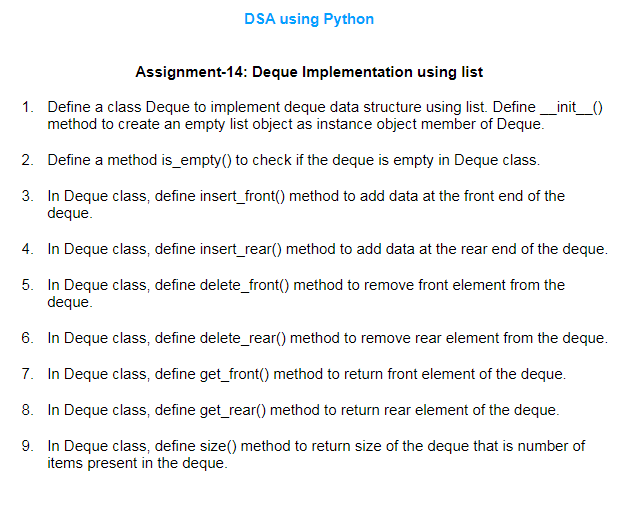 DSA using Python
Assignment-14: Deque Implementation using list
1. Define a class Deque to implement deque data structure using list. Define __init__()
method to create an empty list object as instance object member of Deque.
2. Define a method is_empty() to check if the deque is empty in Deque class.
3. In Deque class, define insert_front() method to add data at the front end of the
deque.
4. In Deque class, define insert_rear() method to add data at the rear end of the deque.
5. In Deque class, define delete_front() method to remove front element from the
deque.
6. In Deque class, define delete_rear() method to remove rear element from the deque.
7. In Deque class, define get_front() method to return front element of the deque.
8. In Deque class, define get_rear() method to return rear element of the deque.
9. In Deque class, define size() method to return size of the deque that is number of
items present in the deque.